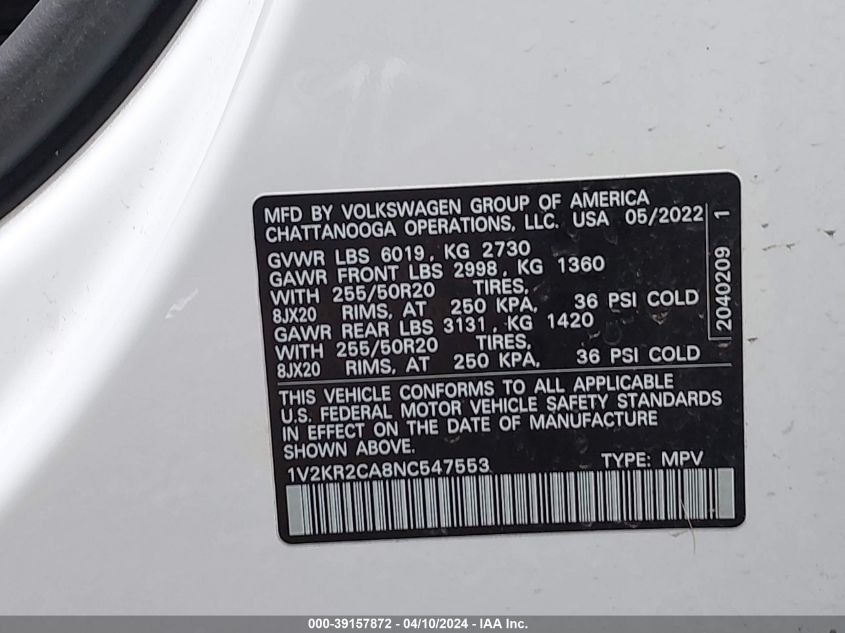 MFD BY VOLKSWAGEN GROUP OF AMERICA
CHATTANOOGA OPERATIONS, LLC. USA 05/2022
GVWR LBS 6019, KG 2730
GAWR FRONT LBS 2998, KG 1360
WITH 255/50R20 TIRES,
8JX20 RIMS, AT 250 KPA, 36 PSI COLD
GAWR REAR LBS 3131, KG 1420
WITH 255/50R20 TIRES,
8JX20 RIMS, AT 250 KPA, 36 PSI COLD
2040209 1
THIS VEHICLE CONFORMS TO ALL APPLICABLE
U.S. FEDERAL MOTOR VEHICLE SAFETY STANDARDS
IN EFFECT ON THE DATE OF MANUFACTURE
SHOWN ABOVE.
1V2KR2CA8NC547553 TYPE: MPV
000-39157872 - 04/10/2024 - IAA Inc.